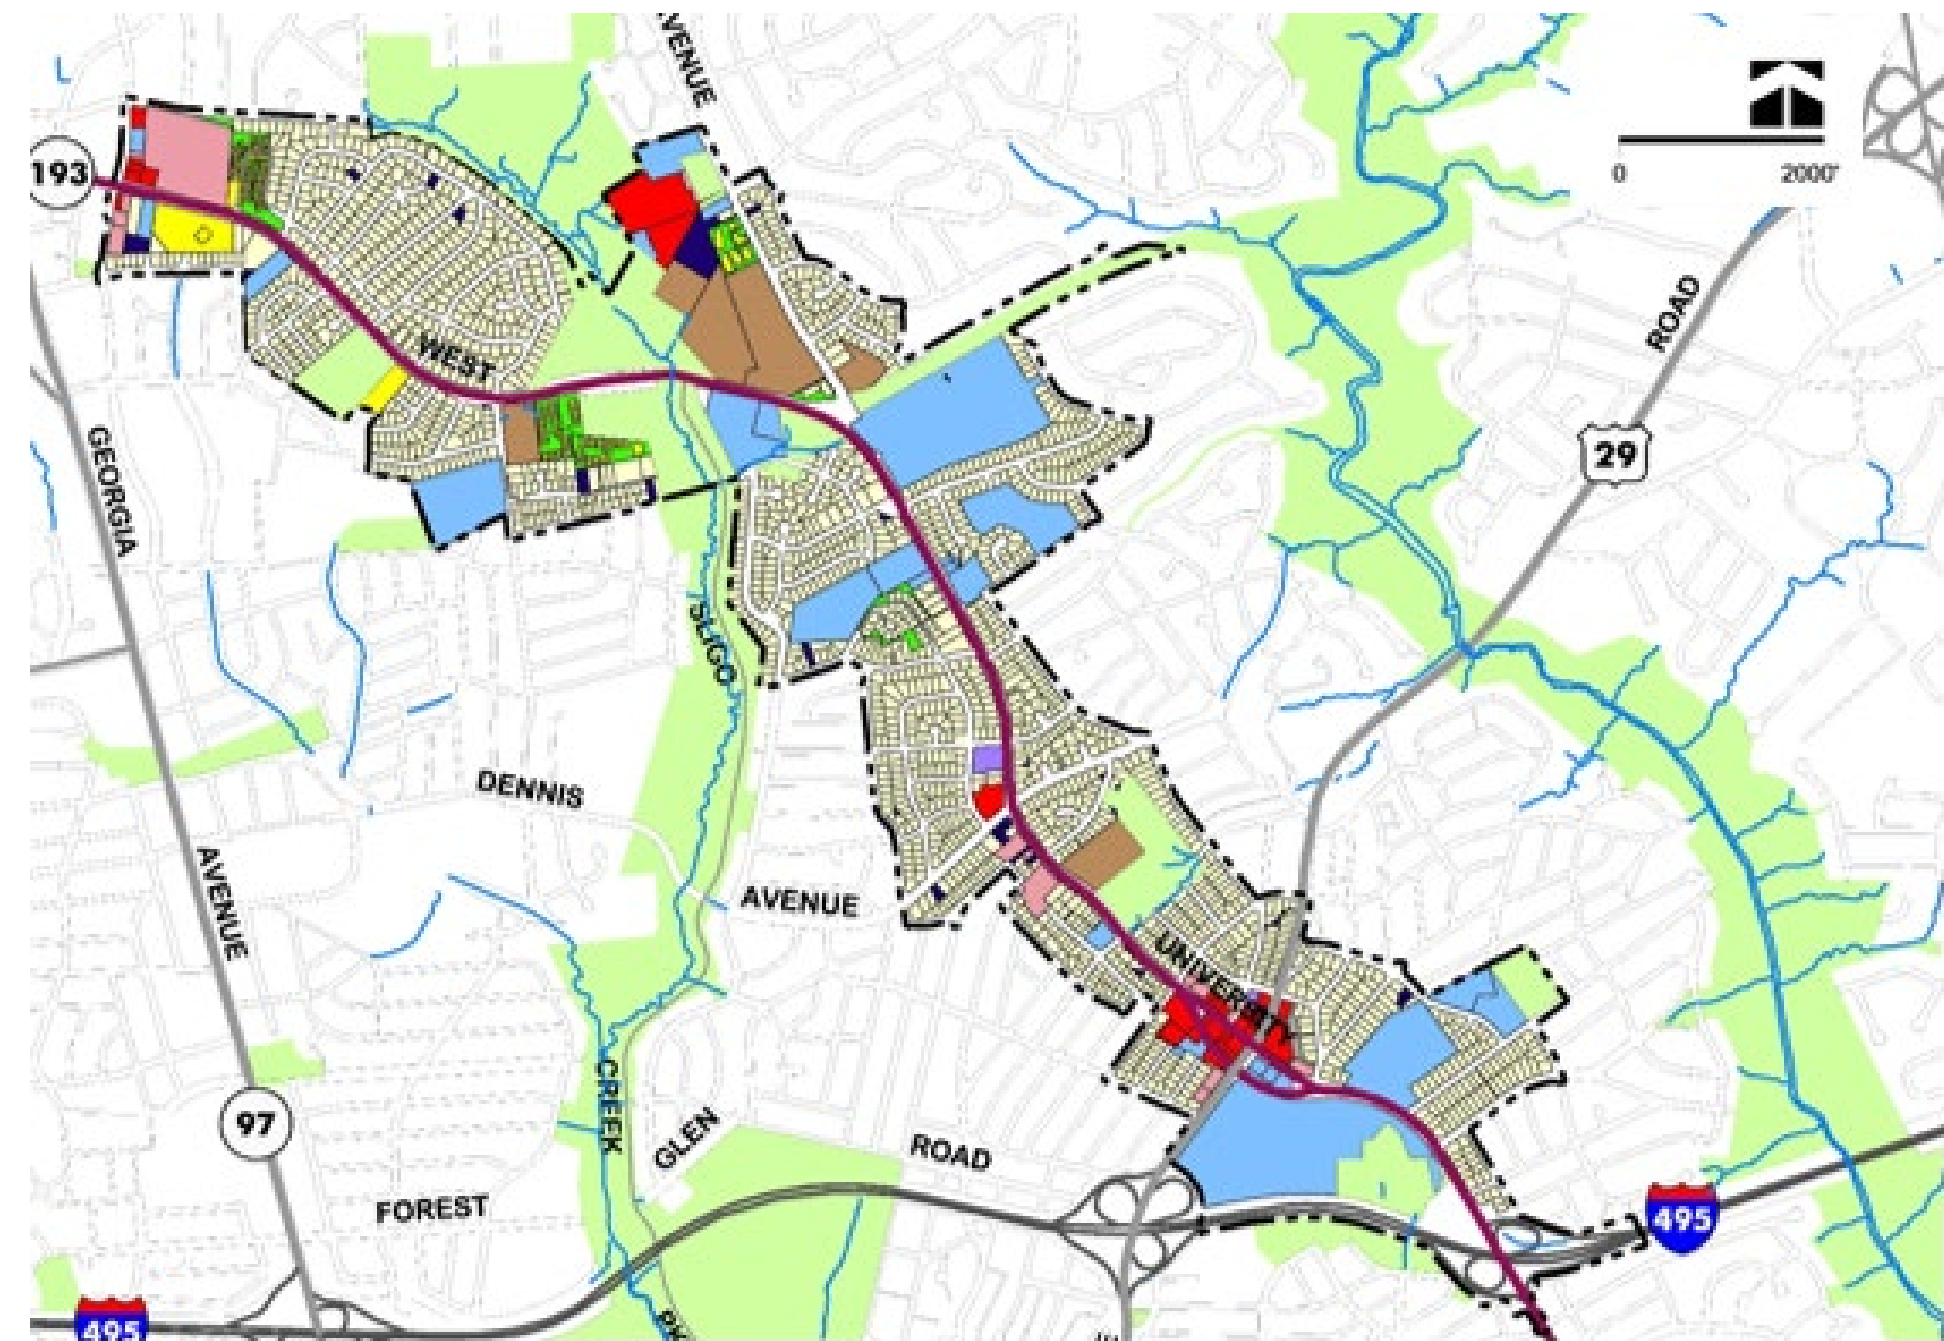 VENUE
193
0 2000'
ROAD
WEST
29
GEORGIA
SLIGO
DENNIS
AVENUE
AVENUE
UNIVERSITY
CREEK
97
GLEN
ROAD
FOREST
495
495